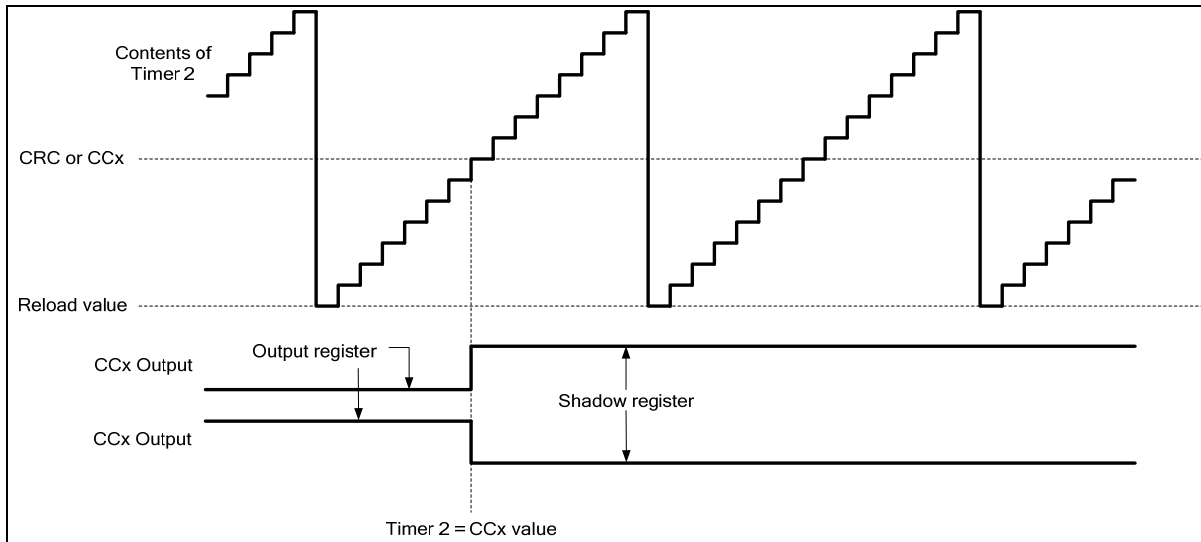 Contents of
Timer 2
CRC or CCx
Reload value
Output register
CCx Output
Shadow register
CCx Output
Timer 2 = CCx value